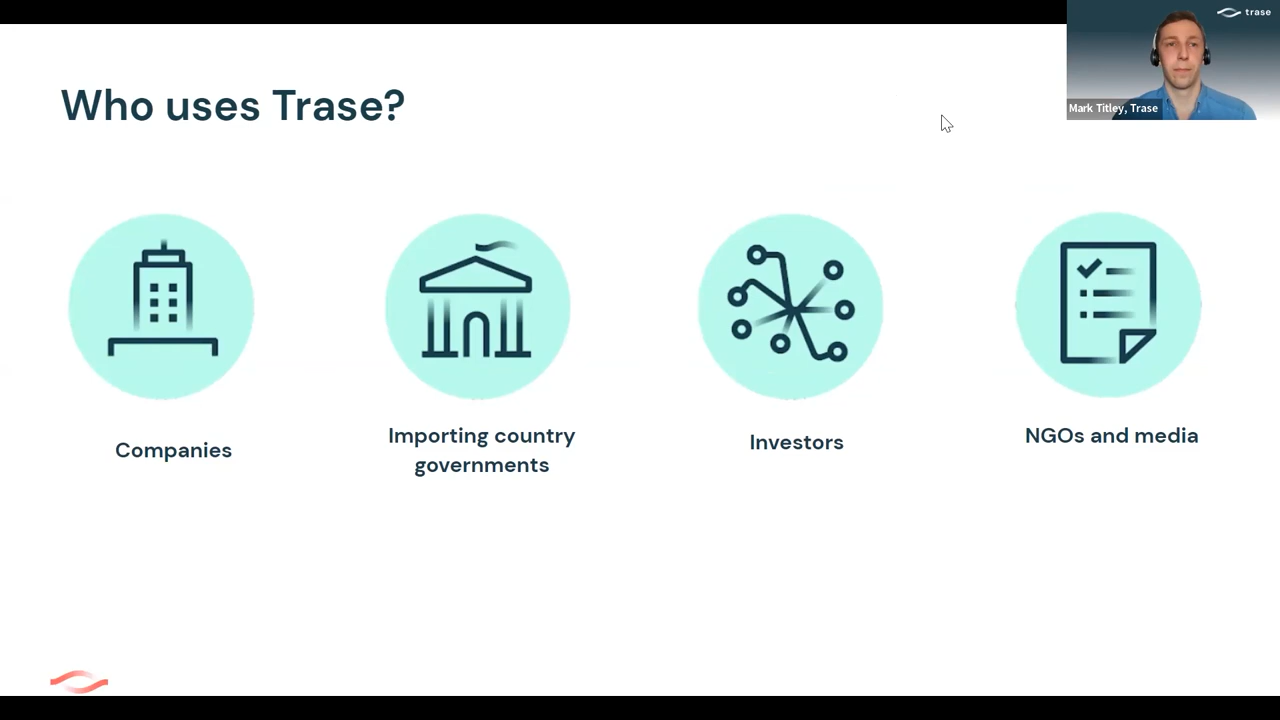 trase
Mark Titley, Trase
Who uses Trase?
Companies
Importing country
governments
Investors
NGOs and media